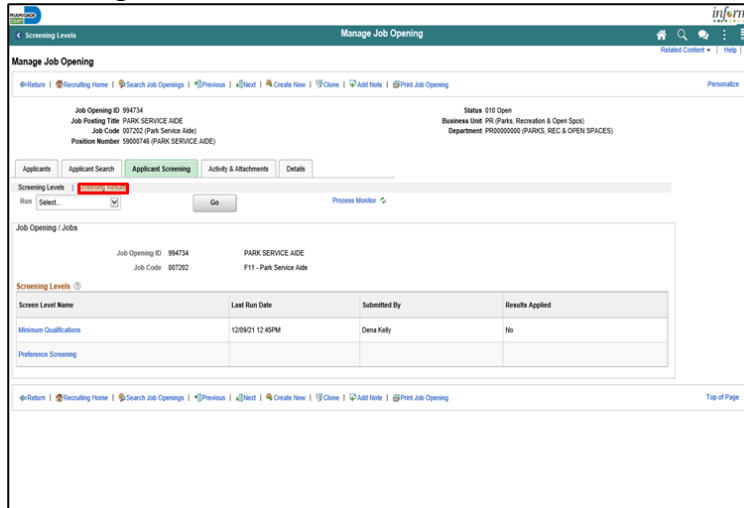 MIAMI-DADE
COUNTY
inform
Screening Levels
Manage Job Opening
Related Content | Help |
Manage Job Opening
Return | Recruiting Home | Search Job Openings | Previous | Next | Create New | Clone | Add Note | Print Job Opening
Personalize
Job Opening ID 994734
Status 010 Open
Job Posting Title PARK SERVICE AIDE
Business Unit PR (Parks, Recreation & Open Spcs)
Job Code 007202 (Park Service Aide)
Department PR00000000 (PARKS, REC & OPEN SPACES)
Position Number 59000746 (PARK SERVICE AIDE)
Applicants
Applicant Search
Applicant Screening
Activity & Attachments
Details
Screening Levels | Screening Results
Run Select...
Go
Process Monitor
Job Opening / Jobs
Job Opening ID 994734 PARK SERVICE AIDE
Job Code 007202 F11 - Park Service Aide
Screening Levels
Screen Level Name Last Run Date Submitted By Results Applied
Minimum Qualifications 12/09/21 12:45PM Dena Kelly No
Preference Screening
Return | Recruiting Home | Search Job Openings | Previous | Next | Create New | Clone | Add Note | Print Job Opening
Top of Page